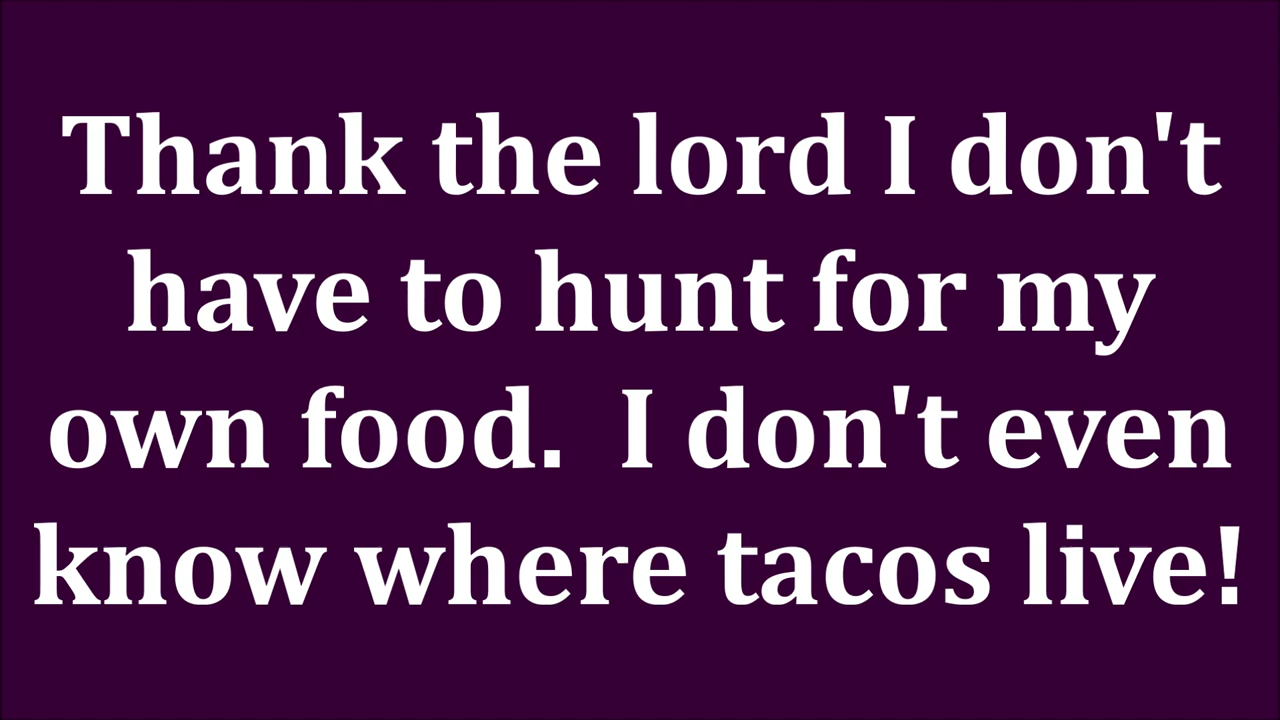 Thank the lord I don't
have to hunt for my
own food.  I don't even
know where tacos live!